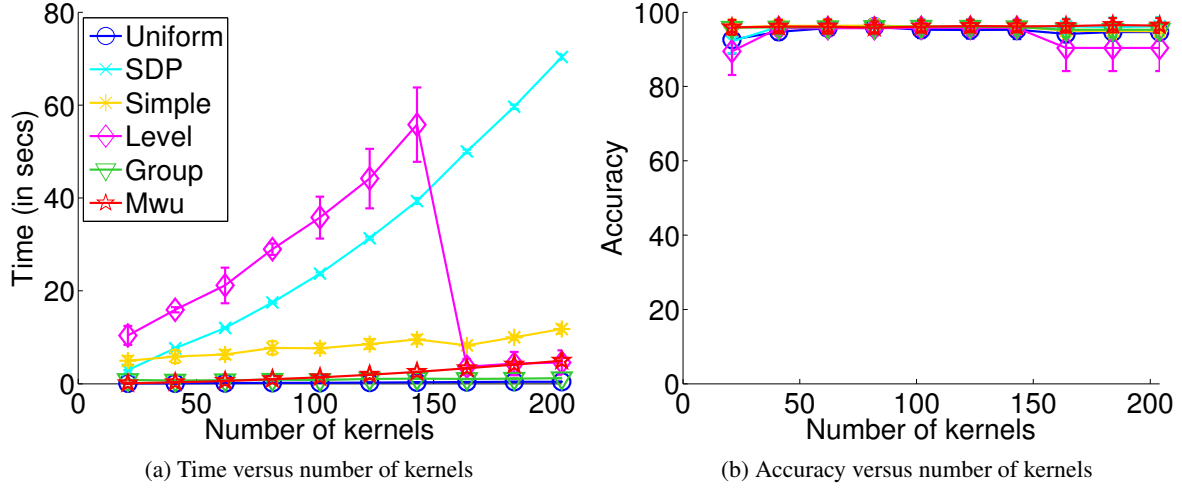 80
60
40
20
0
Time (in secs)
Uniform
SDP
Simple
Level
Group
Mwu
0 50 100 150 200
Number of kernels
(a) Time versus number of kernels
100
80
60
40
20
0
Accuracy
0 50 100 150 200
Number of kernels
(b) Accuracy versus number of kernels